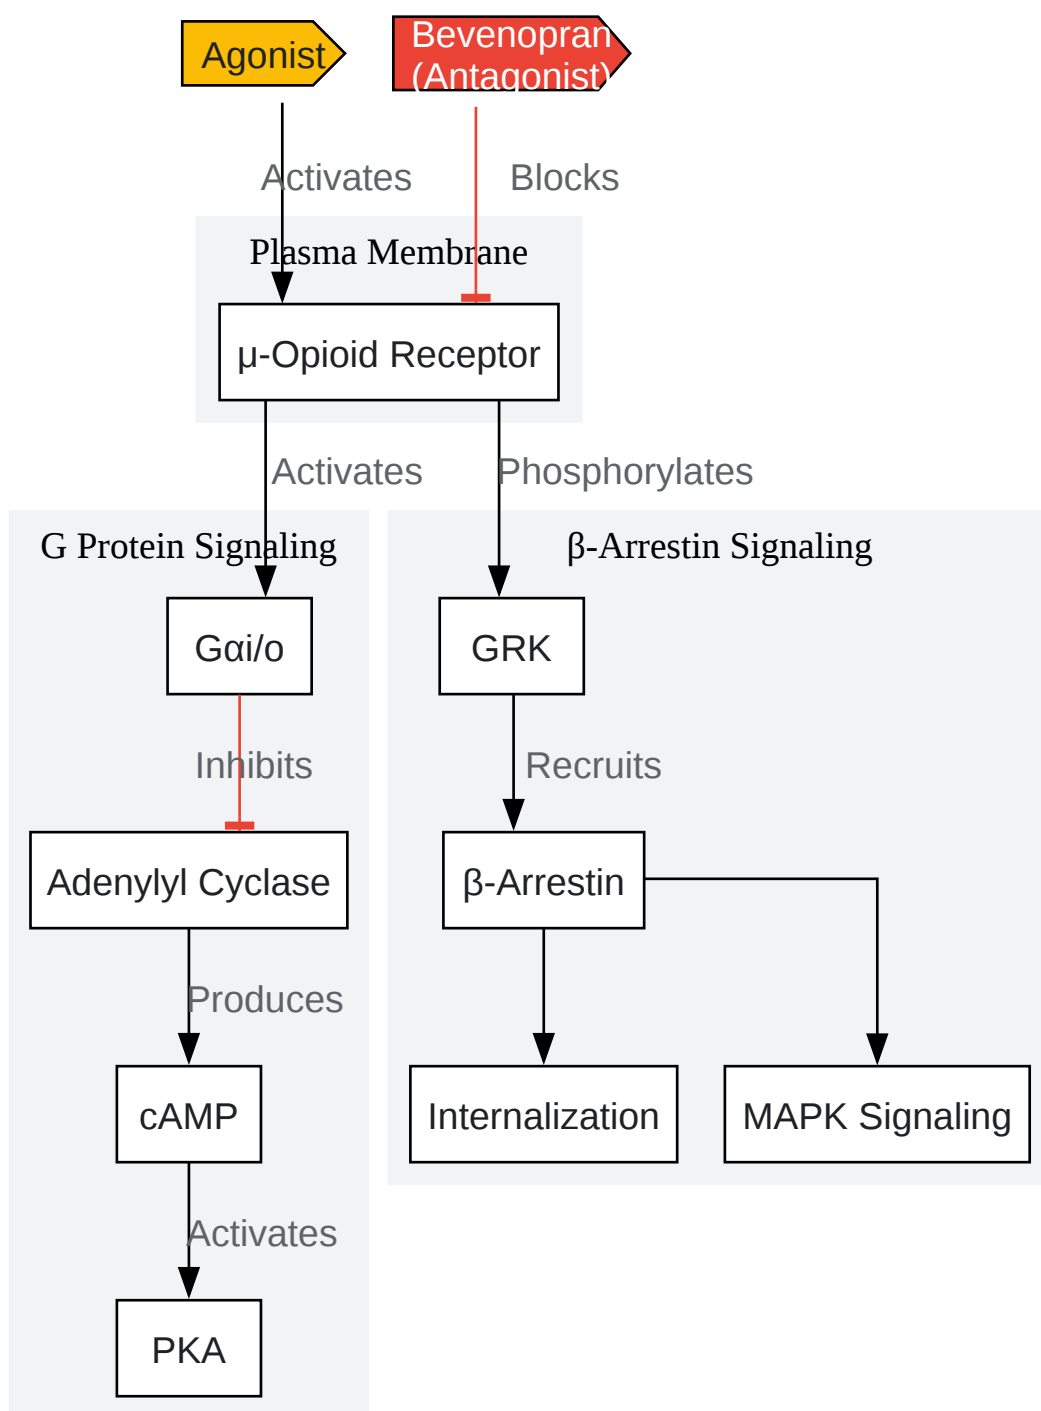 Agonist
Bevenopran
(Antagonist)
Activates
Blocks
Plasma Membrane
μ-Opioid Receptor
Activates
Phosphorylates
G Protein Signaling
β-Arrestin Signaling
Gαi/o
GRK
Inhibits
Recruits
Adenylyl Cyclase
β-Arrestin
Produces
cAMP
Internalization
MAPK Signaling
Activates
PKA